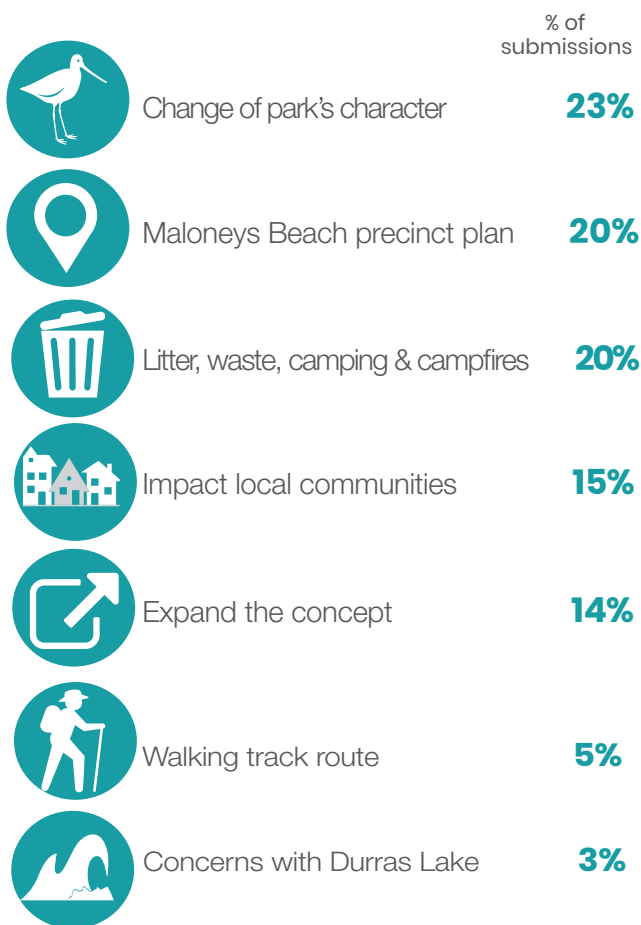 % of
submissions
Change of park's character 23%
Maloneys Beach precinct plan 20%
Litter, waste, camping & campfires 20%
Impact local communities 15%
Expand the concept 14%
Walking track route 5%
Concerns with Durras Lake 3%